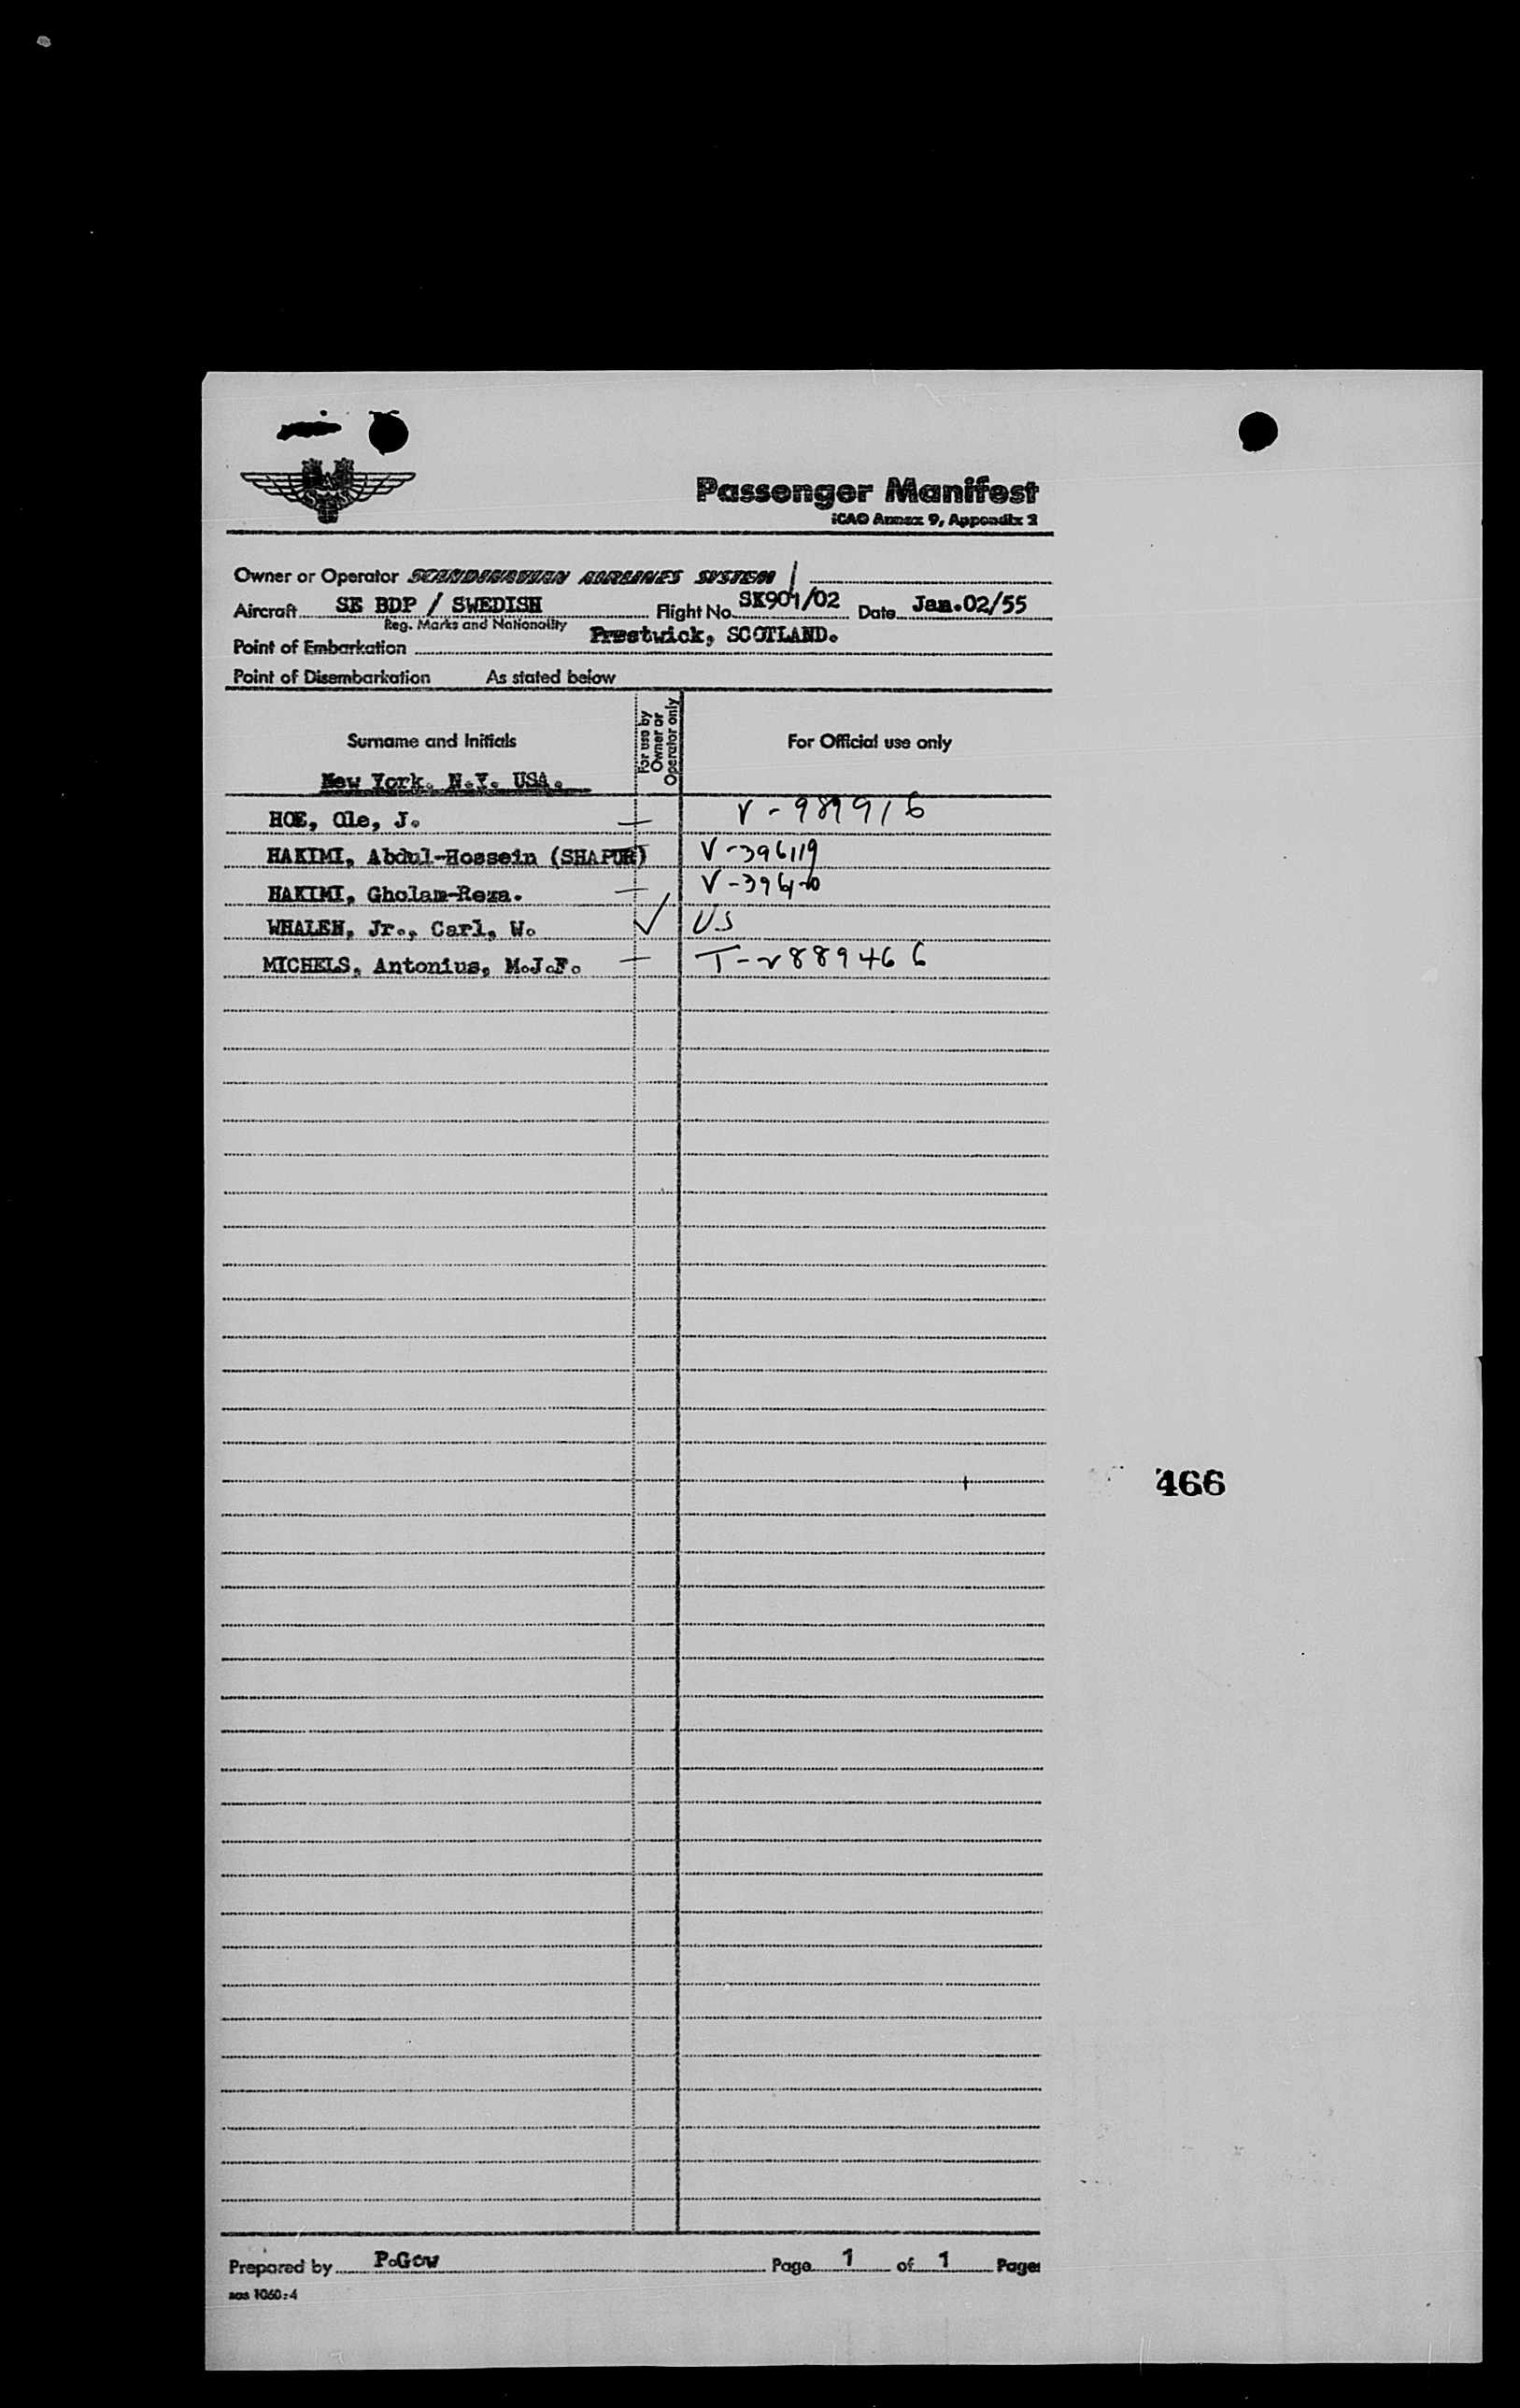 Passenger Manifest
ICAO Annex 9, Appendix 2
Owner or Operator SCANDINAVIAN AIRLINES SYSTEM
Aircraft SE BDP / SWEDISH Flight No. SK901/02 Date Jan.02/55
Reg. Marks and Nationality
Point of Embarkation Prestwick, SCOTLAND.
Point of Disembarkation As stated below
Surname and Initials For use by Owner or Operator only For Official use only
New York. N.Y. USA.
HOE, Ole, J. — V-989916
HAKIMI, Abdul-Hossein (SHAPUR) V-396119
HAKIMI, Gholam-Reza. —
WHALEN, Jr., Carl, W. ✓ US
MICHELS, Antonius, M.J.F. — T-2889466
466
Prepared by P.Gow Page 1 of 1 Pages
sas 1060:4